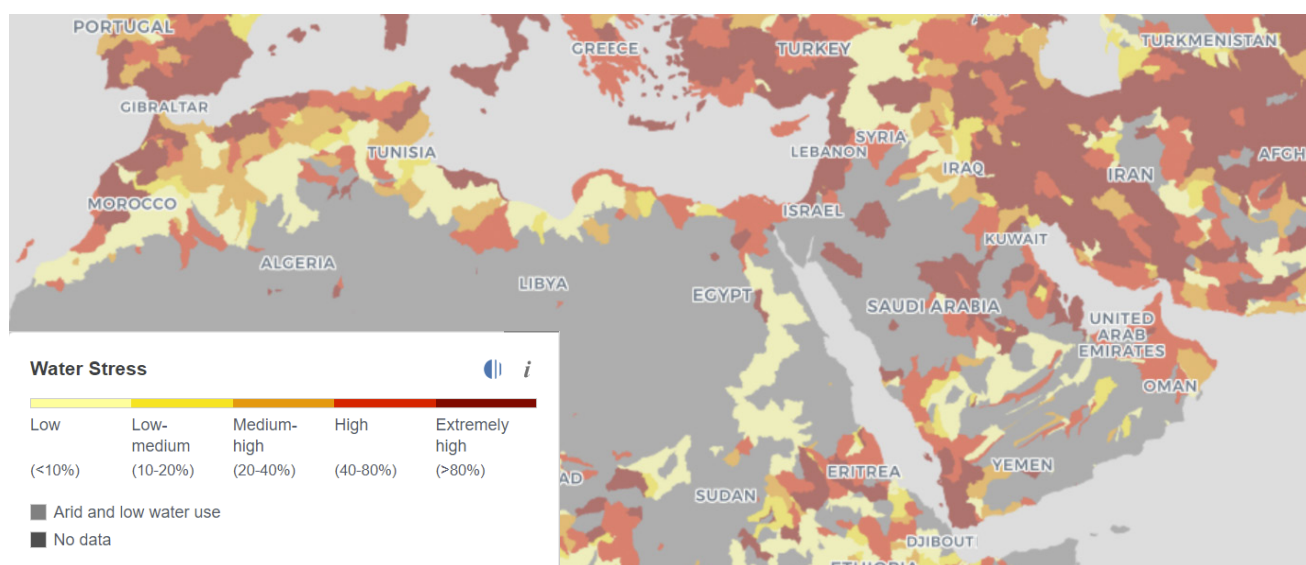 PORTUGAL
GREECE
TURKEY
TURKMENISTAN
GIBRALTAR
TUNISIA
SYRIA
LEBANON
IRAQ
IRAN
AFGH
MOROCCO
ISRAEL
KUWAIT
ALGERIA
LIBYA
EGYPT
SAUDI ARABIA
UNITED
ARAB
EMIRATES
OMAN
Water Stress
i
Low
Low-
medium
Medium-
high
High
Extremely
high
(<10%)
(10-20%)
(20-40%)
(40-80%)
(>80%)
Arid and low water use
No data
AD
SUDAN
ERITREA
YEMEN
DJIBOUTI
ETHIOPIA